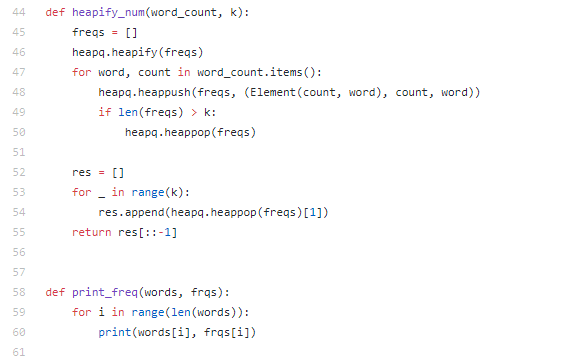 44 def heapify_num(word_count, k):
45     freqs = []
46     heapq.heapify(freqs)
47     for word, count in word_count.items():
48         heapq.heappush(freqs, (Element(count, word), count, word))
49         if len(freqs) > k:
50             heapq.heappop(freqs)
51
52     res = []
53     for _ in range(k):
54         res.append(heapq.heappop(freqs)[1])
55     return res[::-1]
56
57
58 def print_freq(words, frqs):
59     for i in range(len(words)):
60         print(words[i], frqs[i])
61